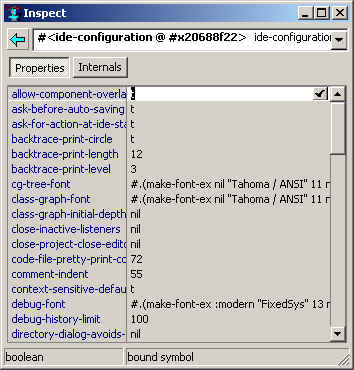 Inspect
#<ide-configuration @ #x20688f22> ide-configuration
Properties Internals
allow-component-overla
ask-before-auto-saving t
ask-for-action-at-ide-sta t
backtrace-print-circle t
backtrace-print-length 12
backtrace-print-level 3
cg-tree-font #.(make-font-ex nil "Tahoma / ANSI" 11 n
class-graph-font #.(make-font-ex nil "Tahoma / ANSI" 11 n
class-graph-initial-depth nil
close-inactive-listeners nil
close-project-close-edito nil
code-file-pretty-print-co 72
comment-indent 55
context-sensitive-defau t
debug-font #.(make-font-ex :modern "FixedSys" 13 n
debug-history-limit 100
directory-dialog-avoids- nil
boolean bound symbol